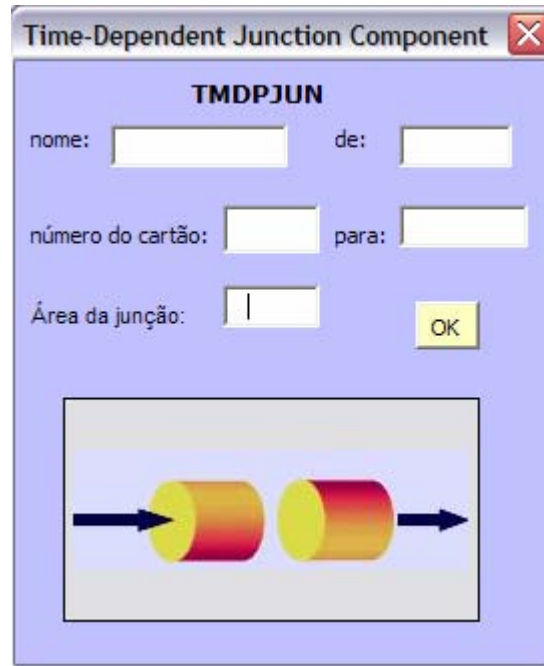 Time-Dependent Junction Component
TMDPJUN
nome: de:
número do cartão: para:
Área da junção:
OK